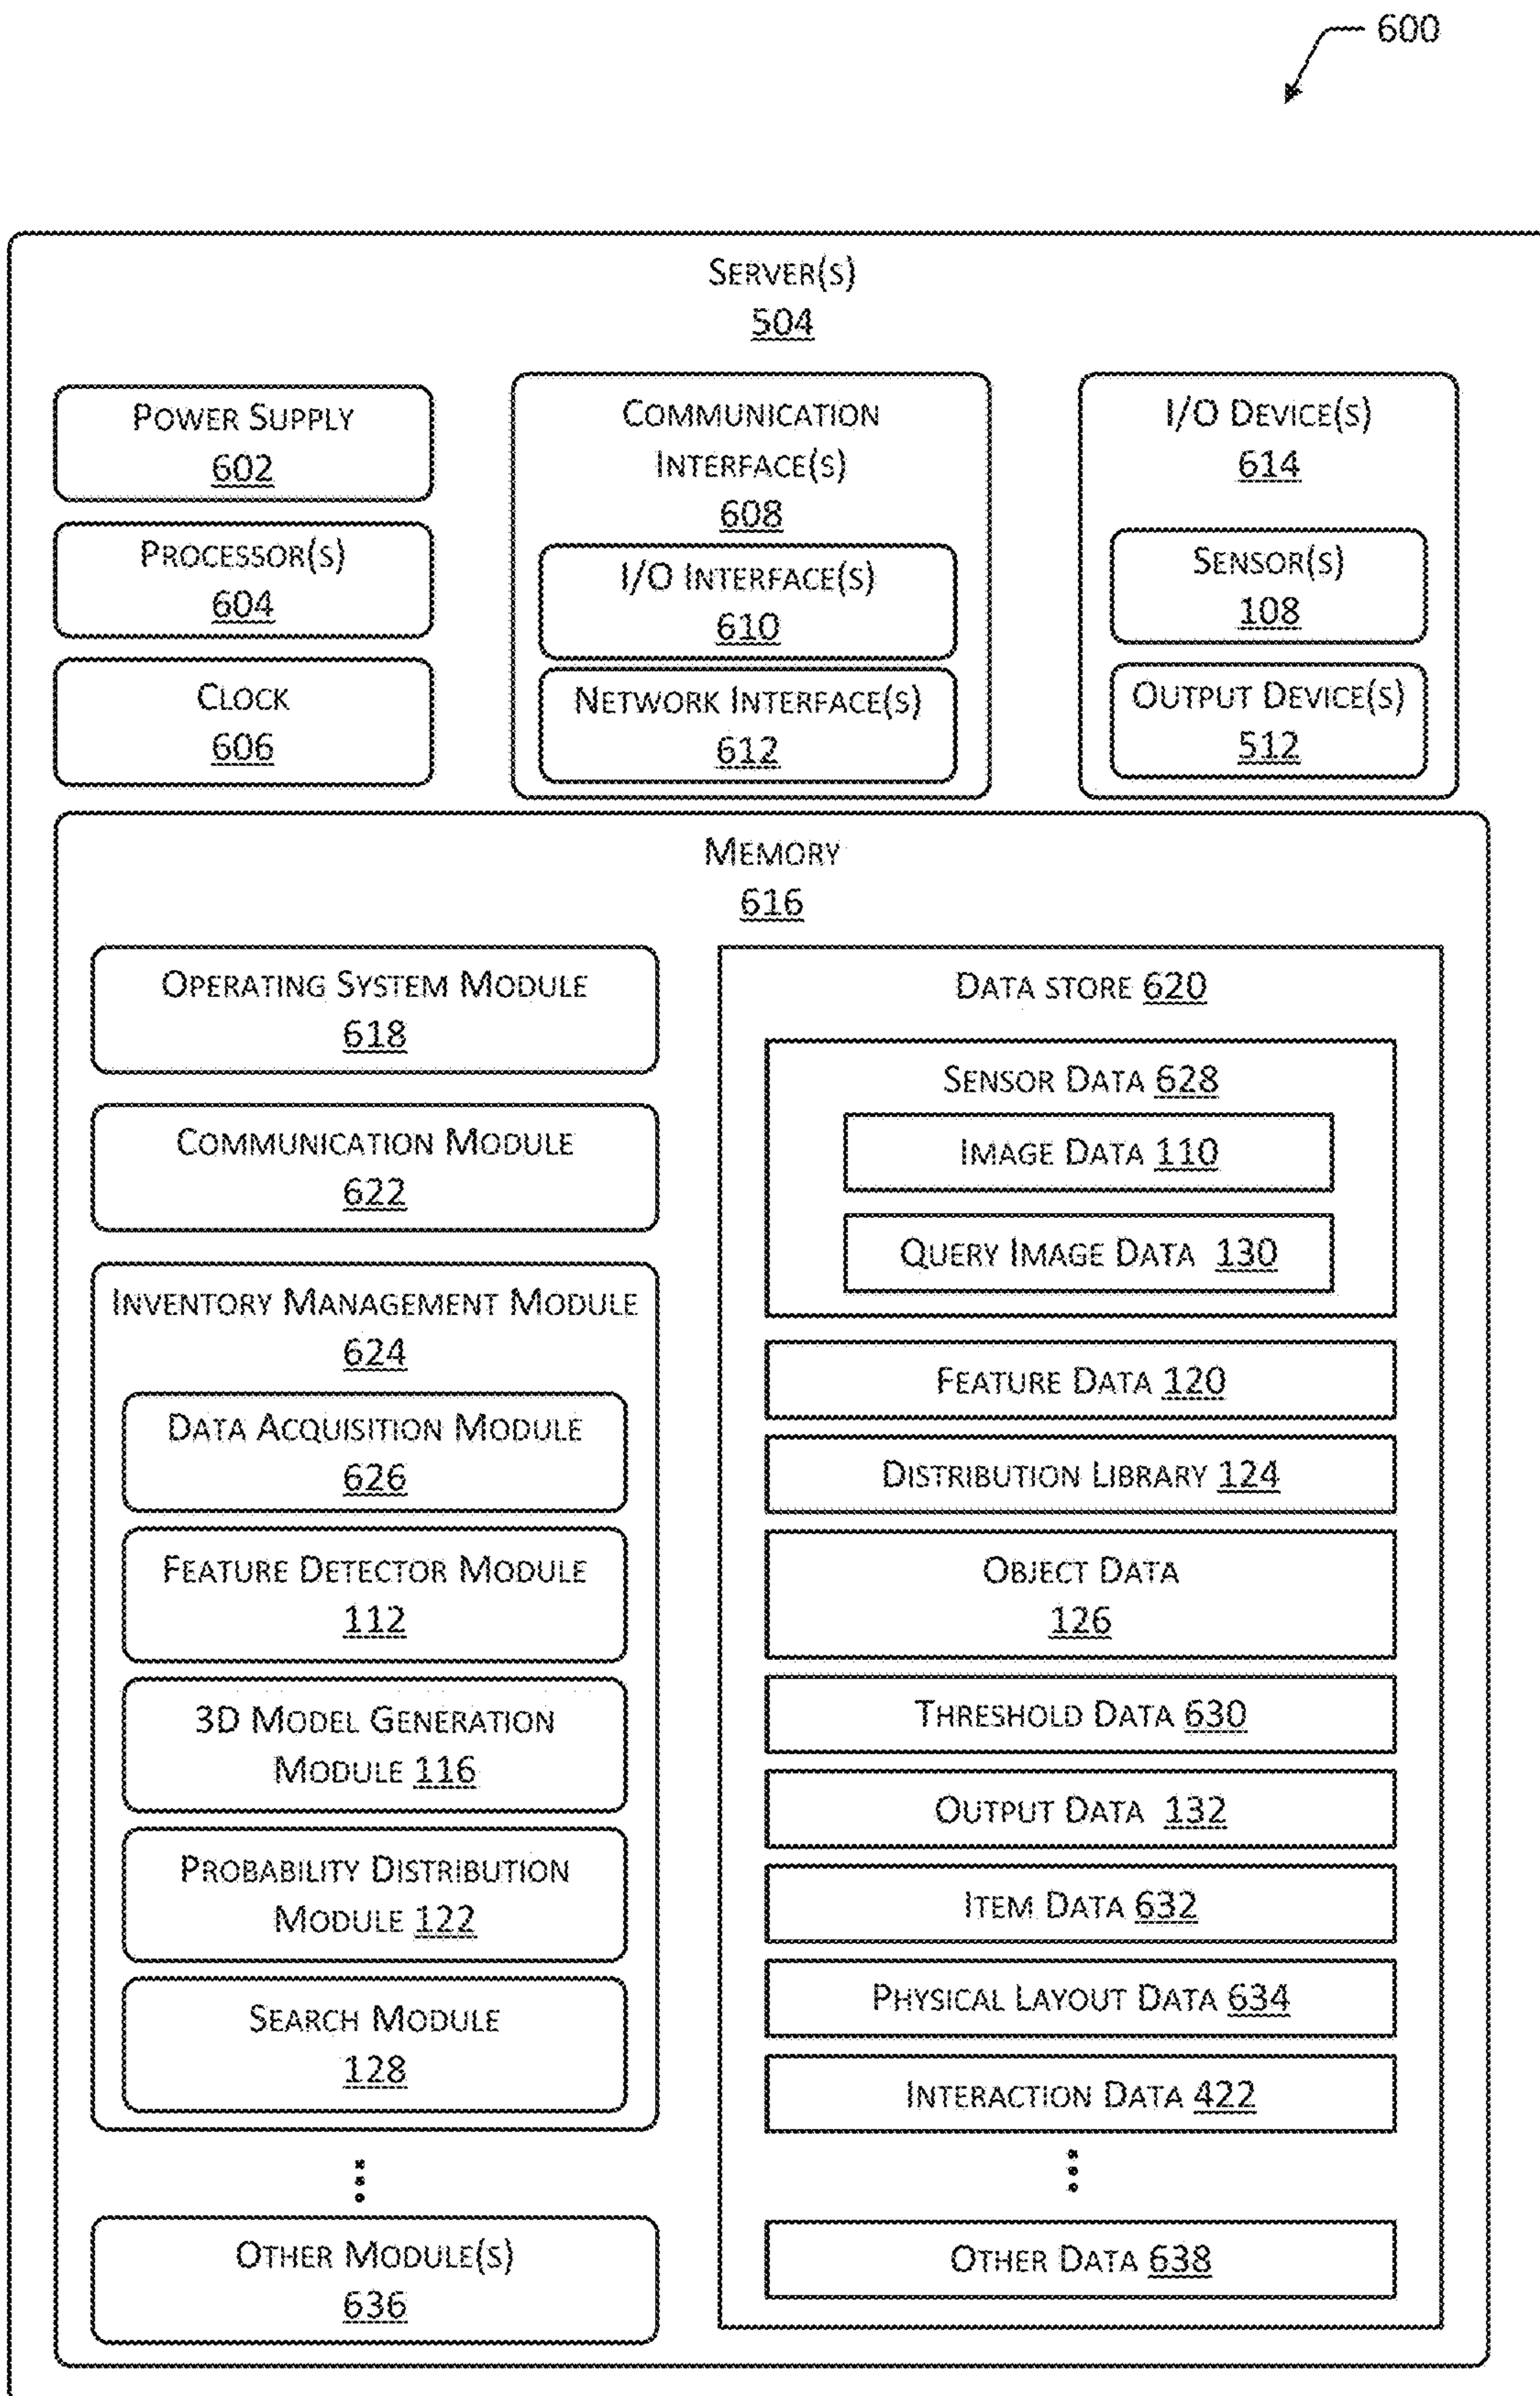 600
Server(s)
504
Power Supply
602
Processor(s)
604
Clock
606
Communication
Interface(s)
608
I/O Interface(s)
610
Network Interface(s)
612
I/O Device(s)
614
Sensor(s)
108
Output Device(s)
512
Memory
616
Operating System Module
618
Communication Module
622
Inventory Management Module
624
Data Acquisition Module
626
Feature Detector Module
112
3D Model Generation
Module 116
Probability Distribution
Module 122
Search Module
128
Other Module(s)
636
Data store 620
Sensor Data 628
Image Data 110
Query Image Data 130
Feature Data 120
Distribution Library 124
Object Data
126
Threshold Data 630
Output Data 132
Item Data 632
Physical Layout Data 634
Interaction Data 422
Other Data 638